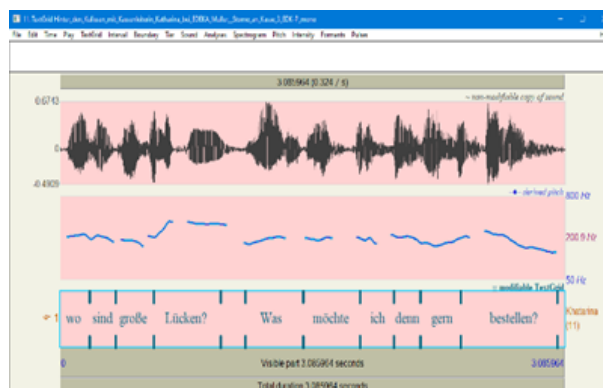 File Edit Time Play TextGrid Interval Boundary Tier Sound Analyses Spectrogram Pitch Intensity Formants Pulses
3.085964 (0.324 / s)
0.6743
~ non-modifiable copy of sound
0
-0.4909
derived pitch
800 Hz
200.9 Hz
50 Hz
modifiable TextGrid
1
wo sind große Lücken? Was möchte ich denn gern bestellen?
(11)
0
Visible part 3.085964 seconds
3.085964
Total duration 3.085964 seconds